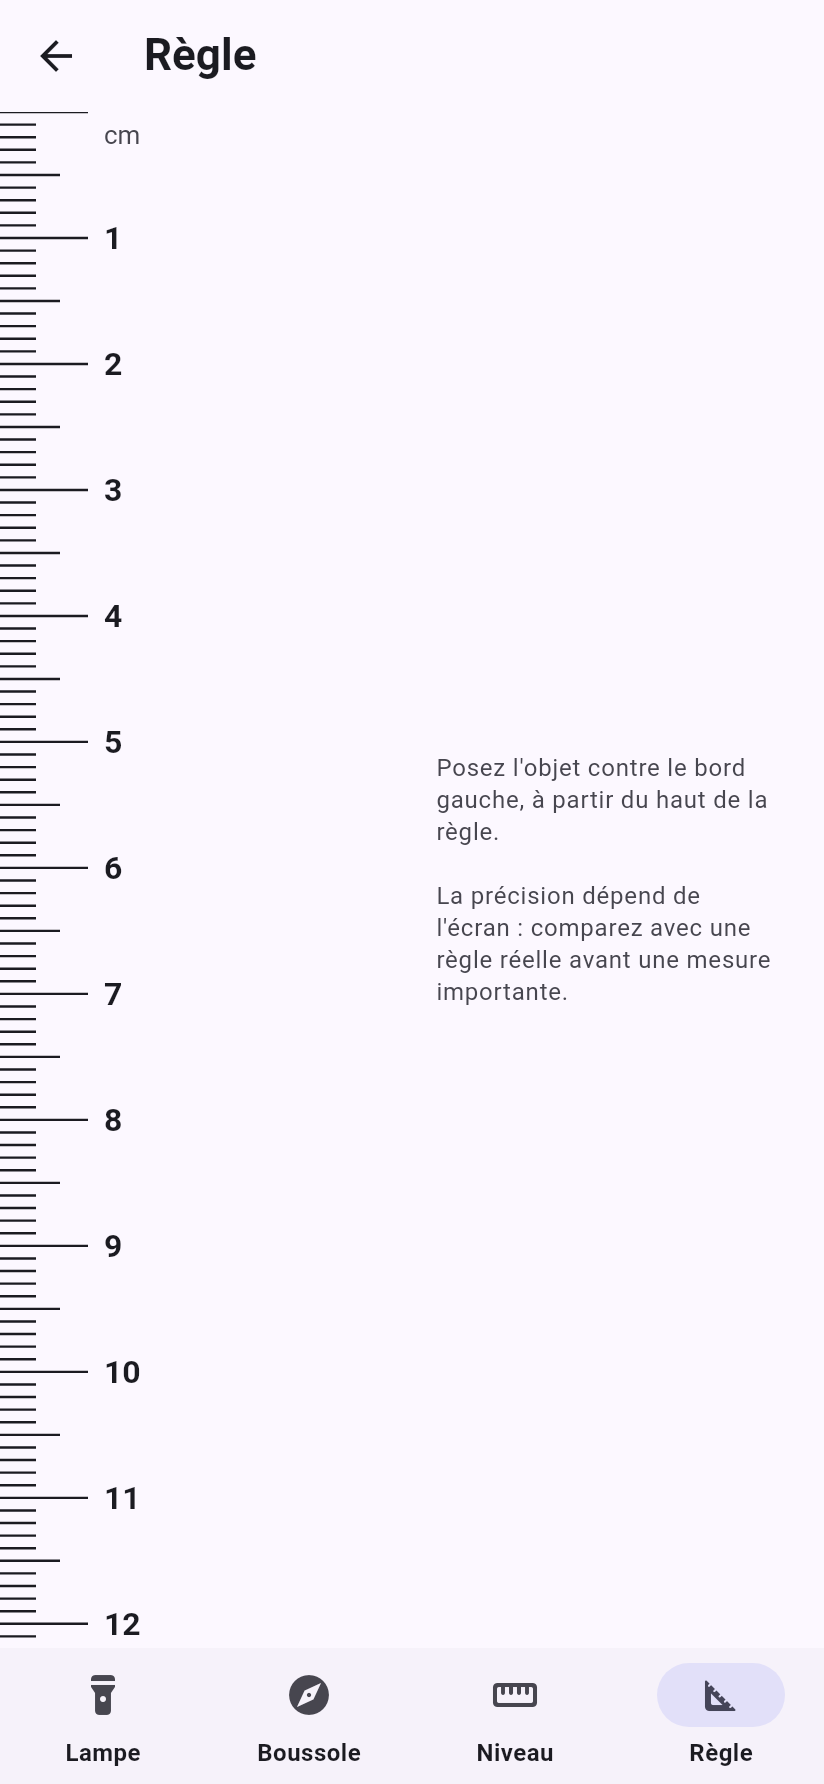 Règle
cm
1
2
3
4
5
Posez l'objet contre le bord
gauche, à partir du haut de la
règle.
La précision dépend de
l'écran : comparez avec une
règle réelle avant une mesure
importante.
6
7
8
9
10
11
12
Lampe
Boussole
Niveau
Règle